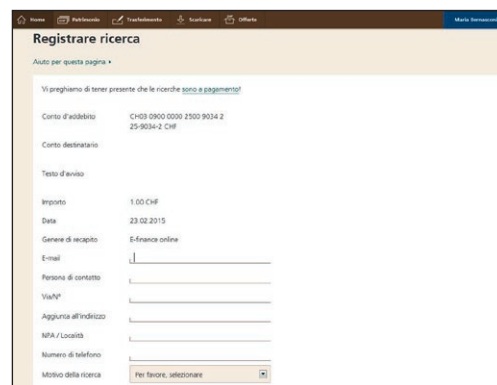 Home Patrimonio Trasferimento Scaricare Offerte Maria Bernasconi
Registrare ricerca
Aiuto per questa pagina
Vi preghiamo di tener presente che le ricerche sono a pagamento!
Conto d'addebito CH03 0900 0000 2500 9034 2
25-9034-2 CHF
Conto destinatario
Testo d'avviso
Importo 1.00 CHF
Data 23.02.2015
Genere di recapito E-finance online
E-mail
Persona di contatto
Via/N°
Aggiunta all'indirizzo
NPA / Località
Numero di telefono
Motivo della ricerca Per favore, selezionare